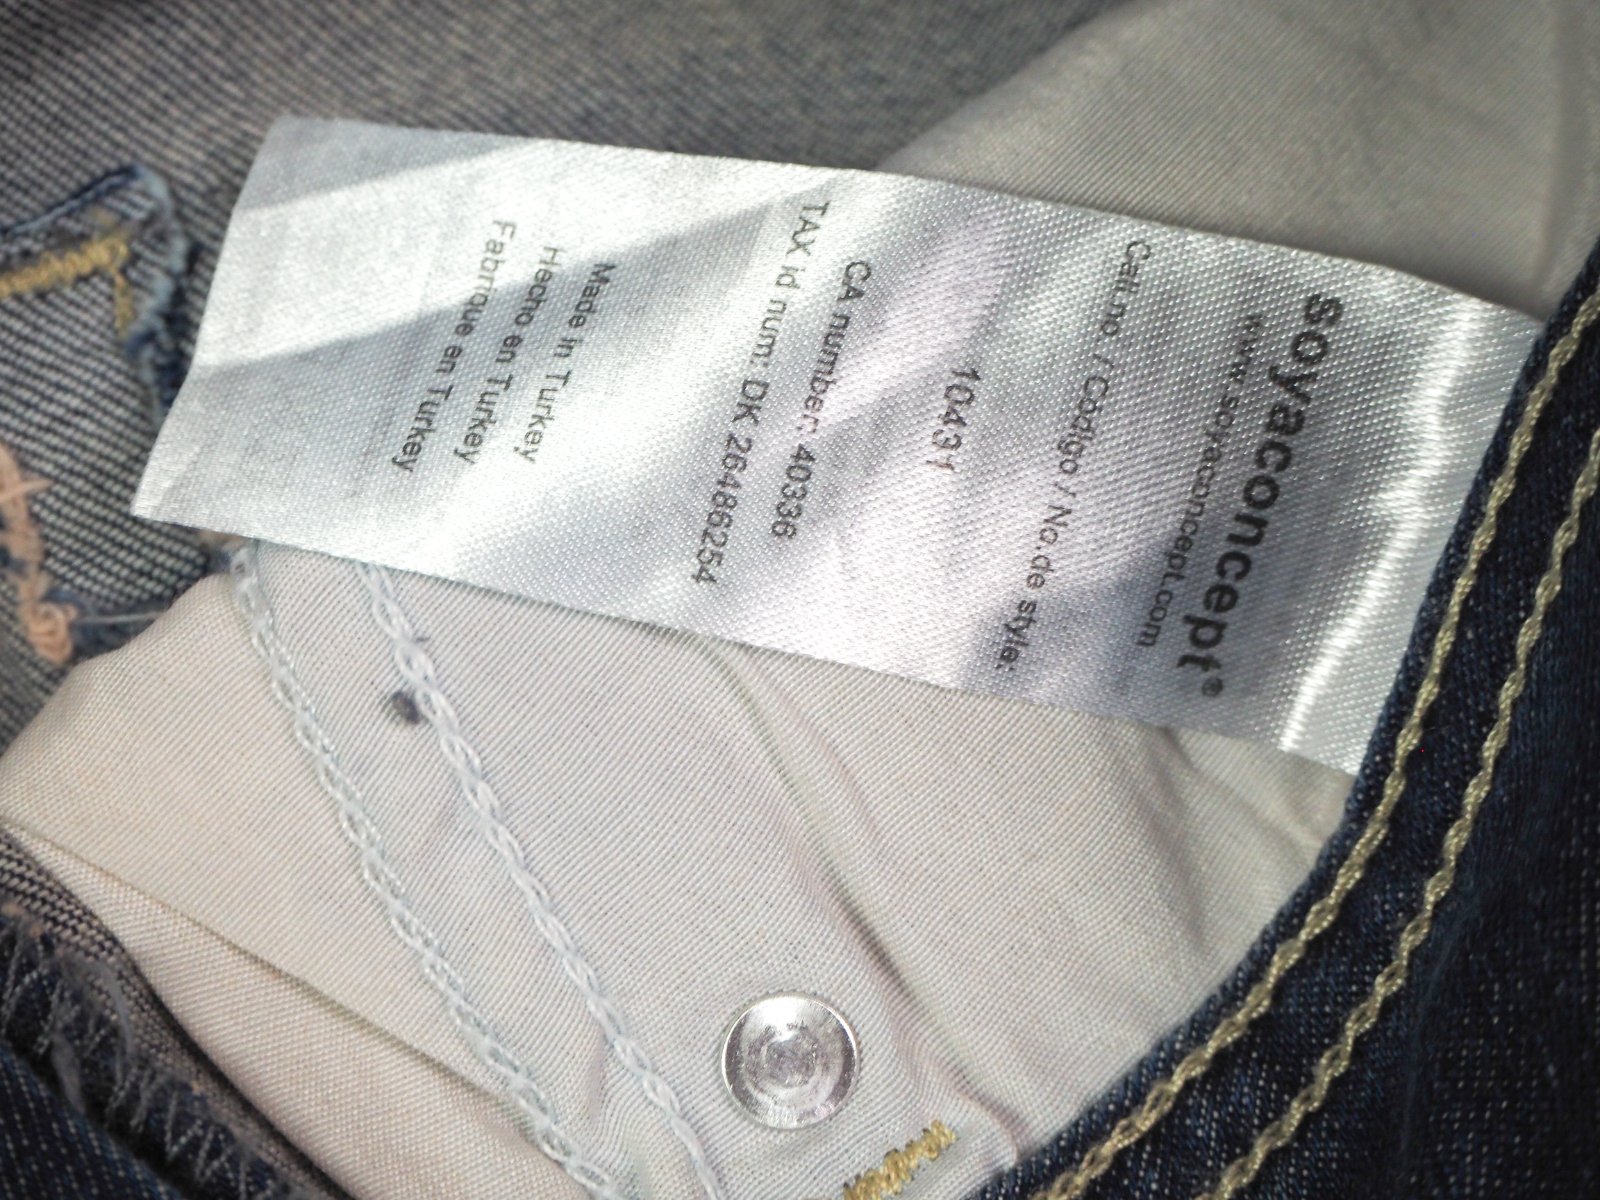 soyaconcept®
www.soyaconcept.com
Cat.no. / Código / No.de style:
10431
CA number: 40336
TAX id num: DK 26486254
Made in Turkey
Hecho en Turkey
Fabrique en Turkey